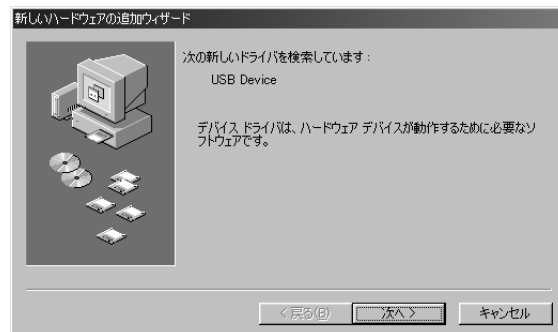 新しいハードウェアの追加ウィザード
次の新しいドライバを検索しています：
USB Device
デバイス ドライバは、ハードウェア デバイスが動作するために必要なソ
フトウェアです。
< 戻る(B)
次へ >
キャンセル